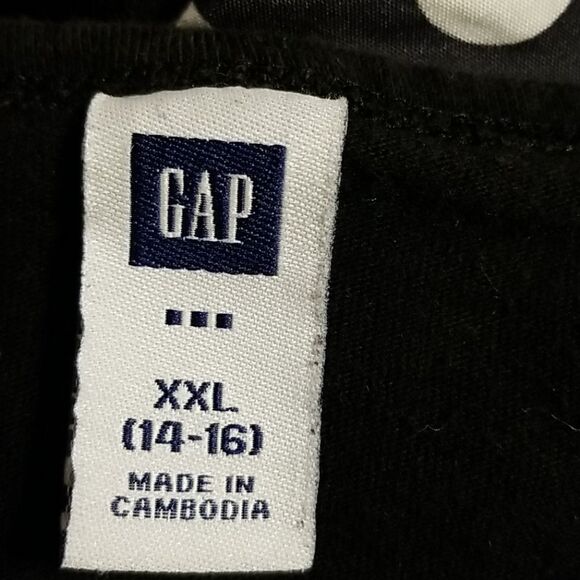 GAP
XXL
(14-16)
MADE IN
CAMBODIA